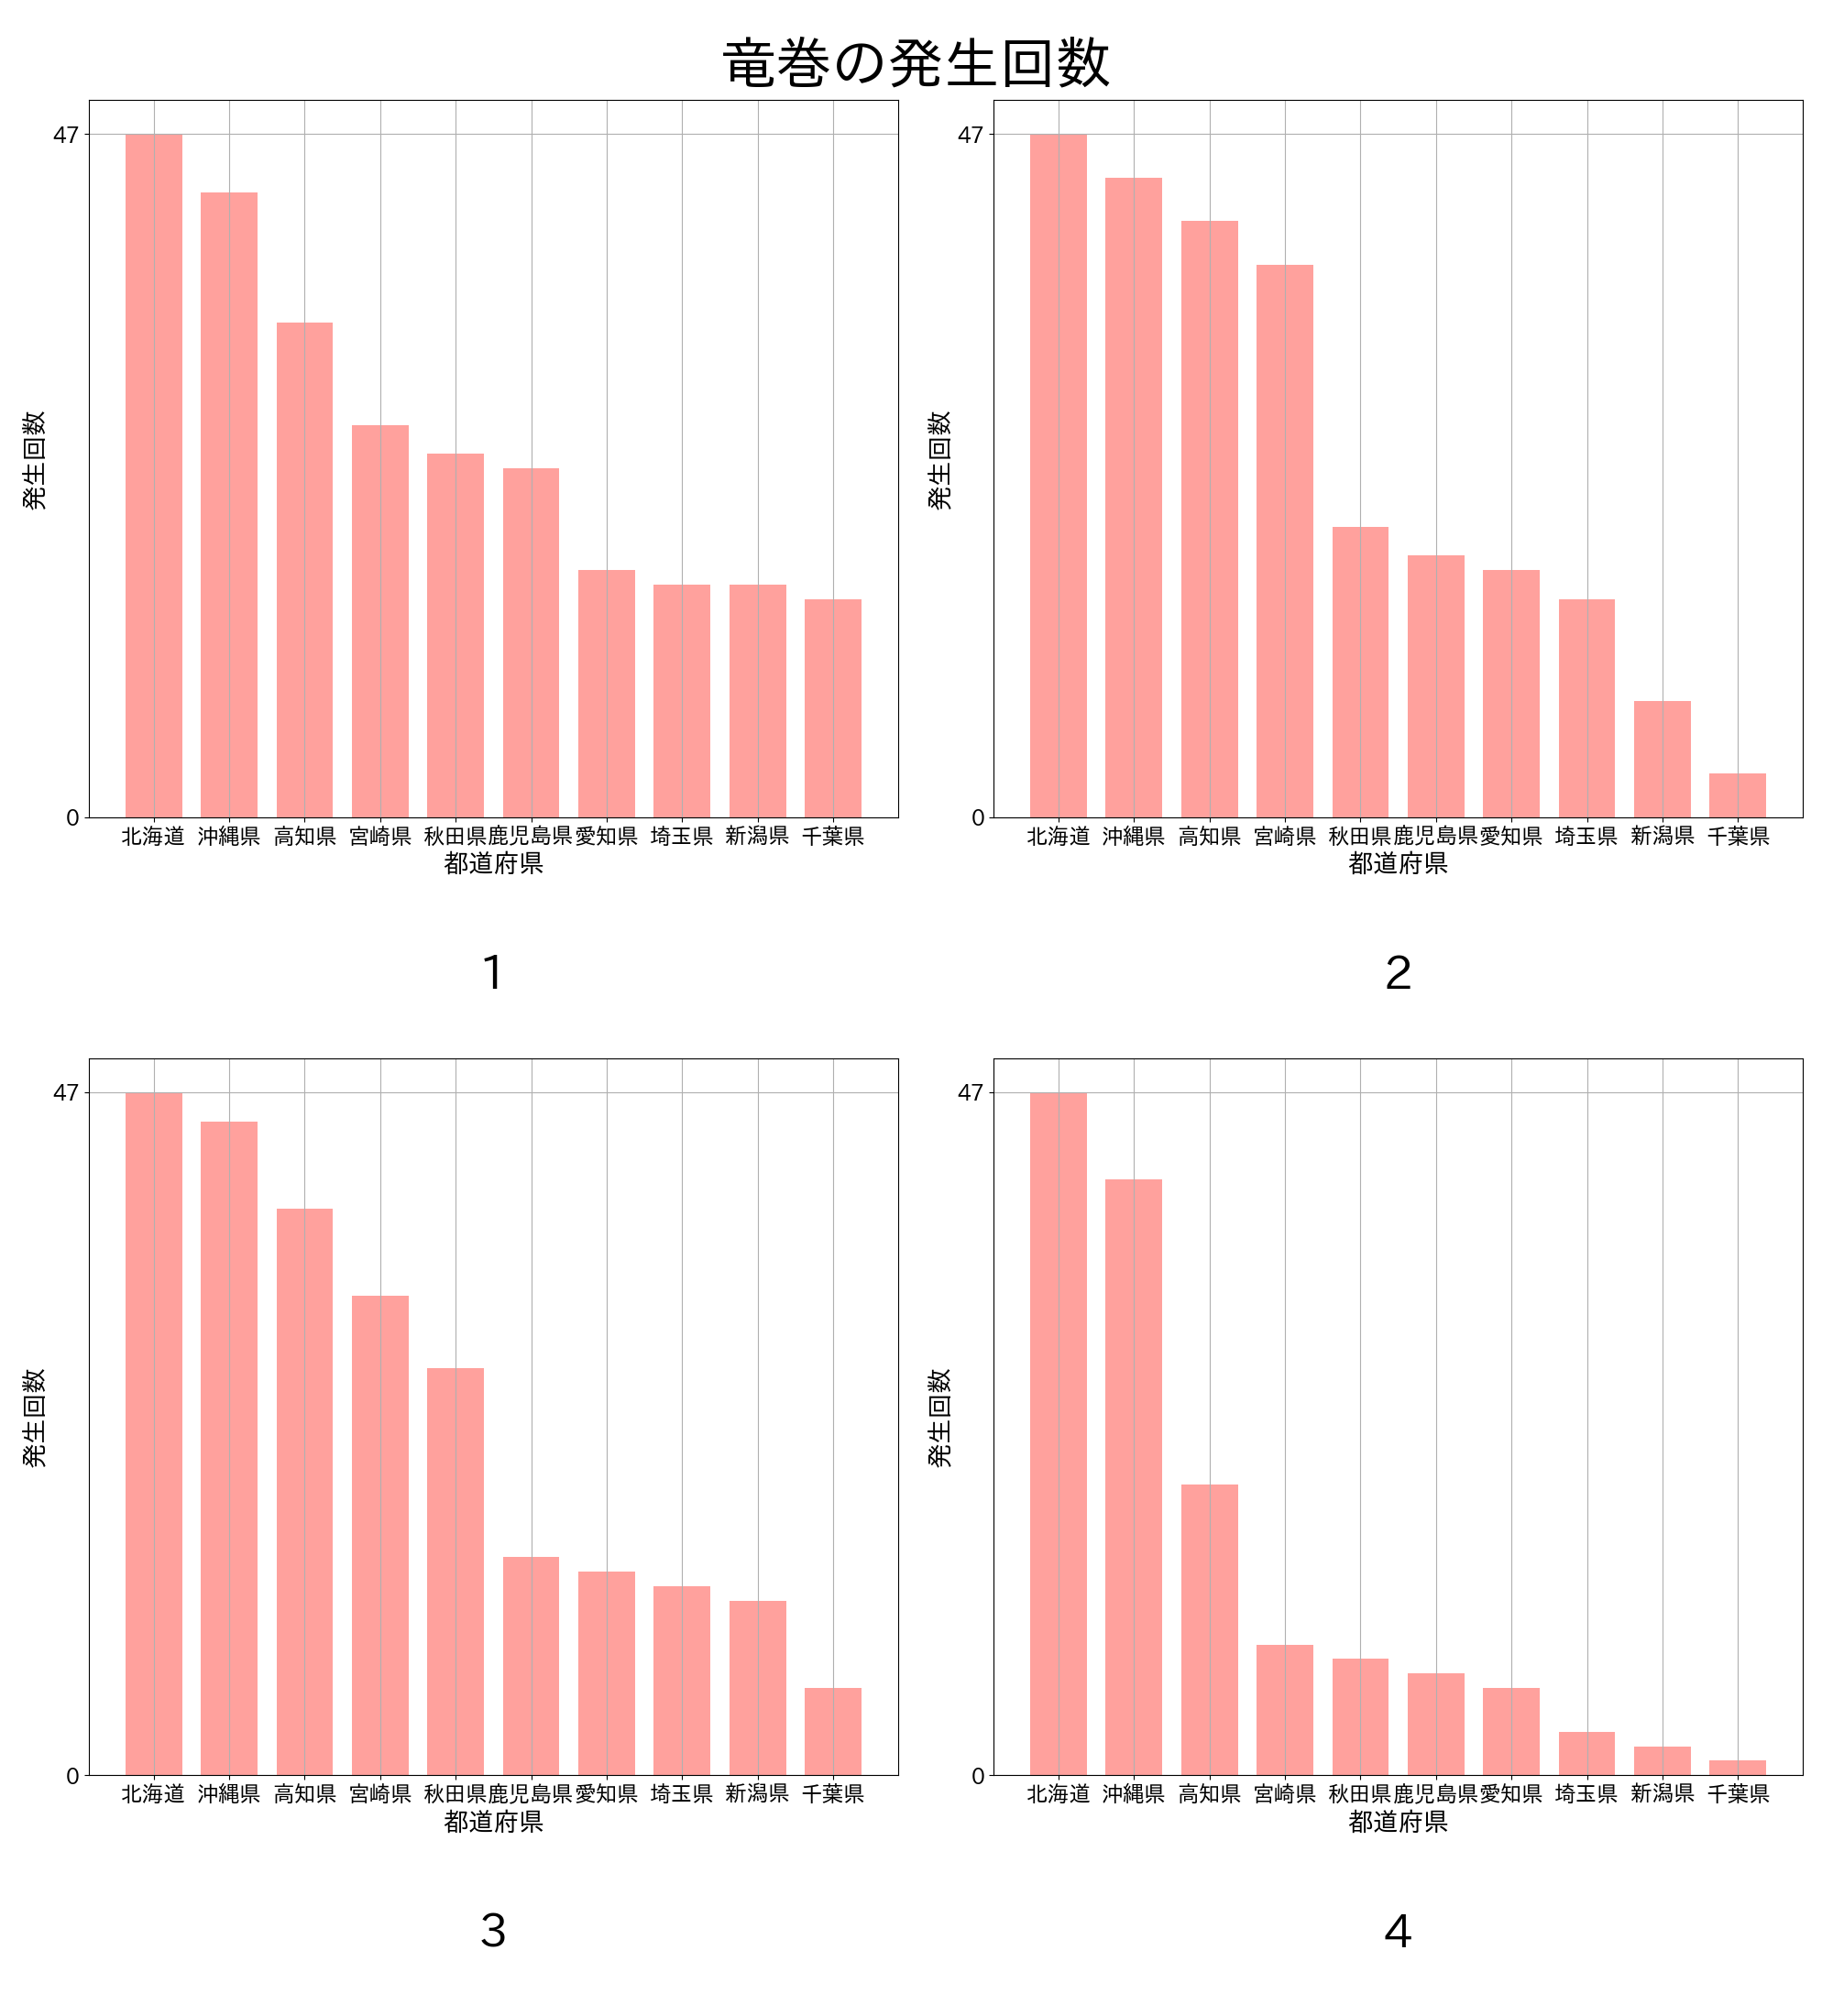 竜巻の発生回数
47
発生回数
0
北海道 沖縄県 高知県 宮崎県 秋田県 鹿児島県 愛知県 埼玉県 新潟県 千葉県
都道府県
1
47
発生回数
0
北海道 沖縄県 高知県 宮崎県 秋田県 鹿児島県 愛知県 埼玉県 新潟県 千葉県
都道府県
2
47
発生回数
0
北海道 沖縄県 高知県 宮崎県 秋田県 鹿児島県 愛知県 埼玉県 新潟県 千葉県
都道府県
3
47
発生回数
0
北海道 沖縄県 高知県 宮崎県 秋田県 鹿児島県 愛知県 埼玉県 新潟県 千葉県
都道府県
4